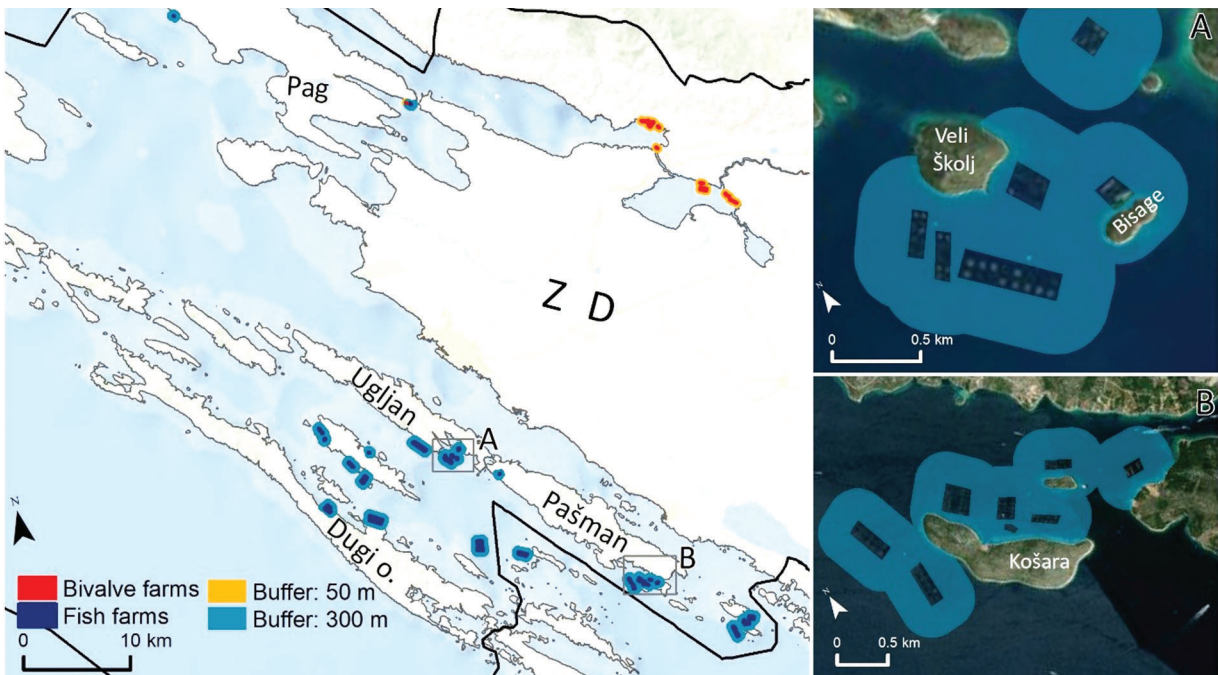 Pag
Z D
Ugljan
A
Pašman
B
Dugi o.
N
Bivalve farms
Fish farms
Buffer: 50 m
Buffer: 300 m
0 10 km
A
Veli
Školj
Bisage
N
0 0.5 km
B
Košara
N
0 0.5 km